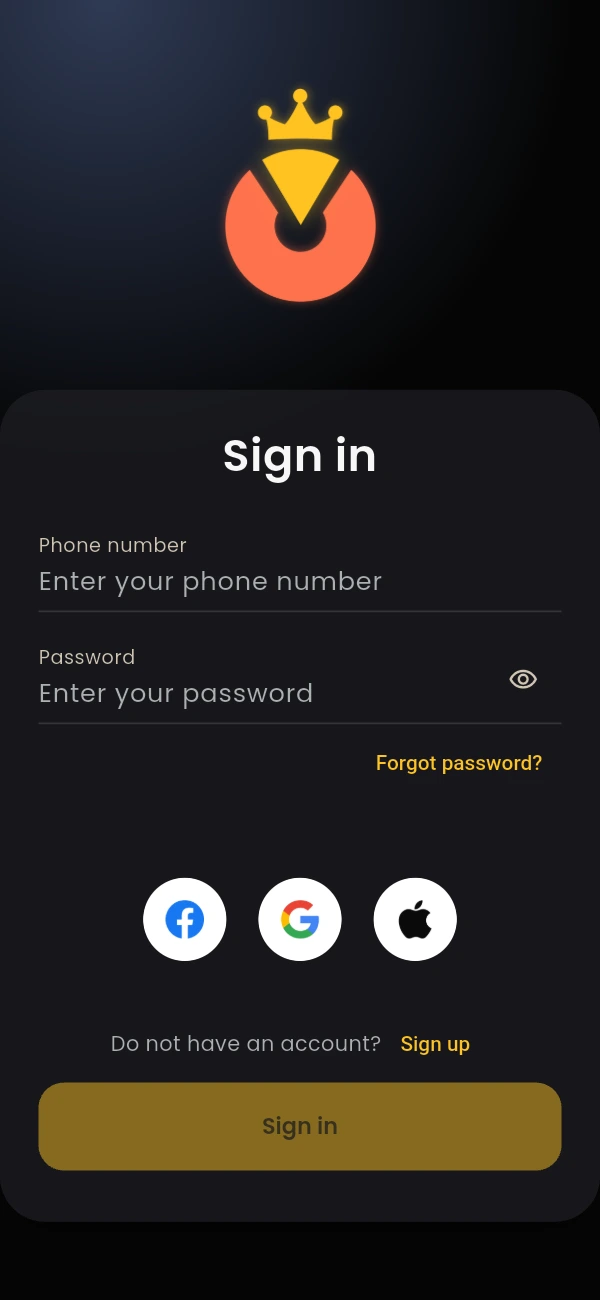 Sign in
Phone number
Enter your phone number
Password
Enter your password
Forgot password?
Do not have an account? Sign up
Sign in